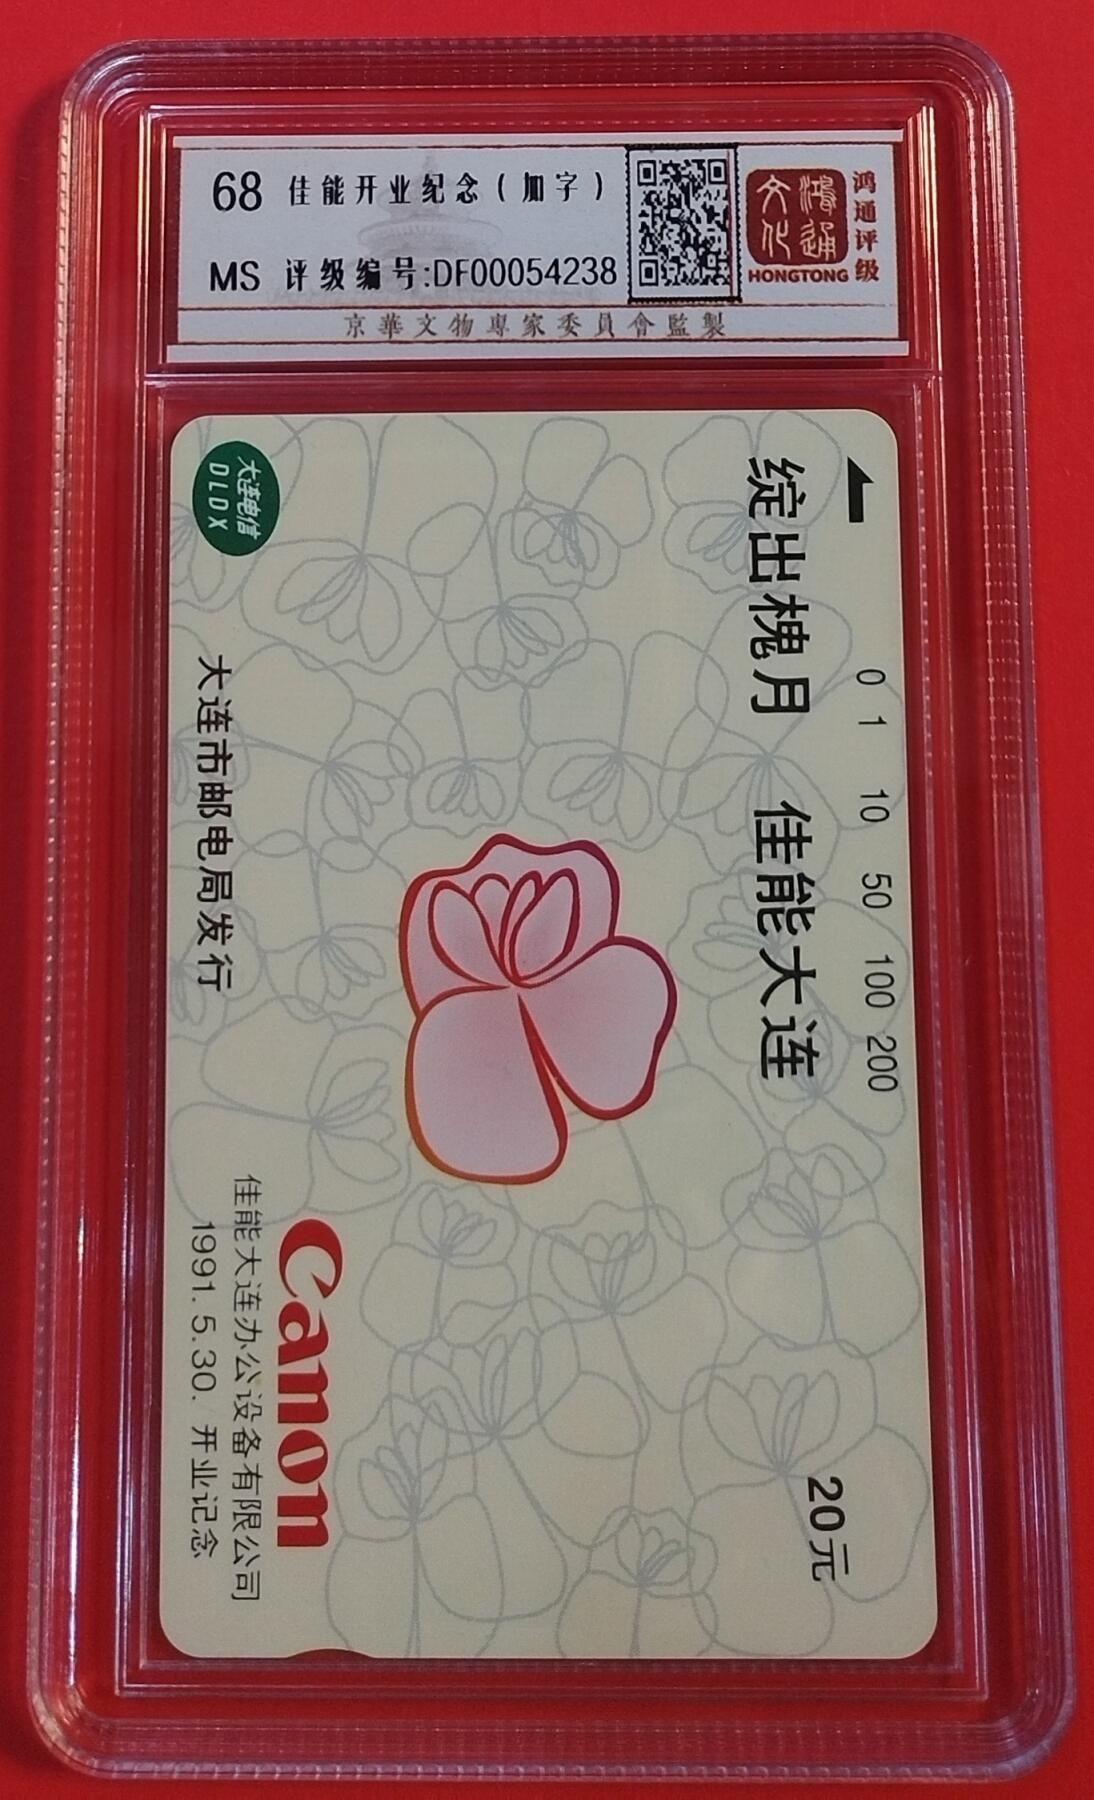 68 佳能开业纪念（加字）
MS 评级编号:DF00054238
鸿通文化
HONGTONG
鸿通评级
京華文物專家委員會監製
0 1 10 50 100 200
绽出槐月 佳能大连
20元
Canon
佳能大连办公设备有限公司
1991.5.30. 开业记念
大连电信
DLDX
大连市邮电局发行